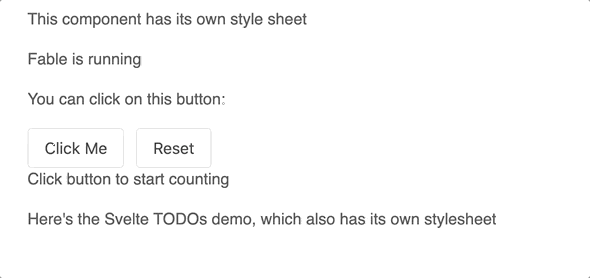 This component has its own style sheet
Fable is running
You can click on this button:
Click Me Reset
Click button to start counting
Here's the Svelte TODOs demo, which also has its own stylesheet